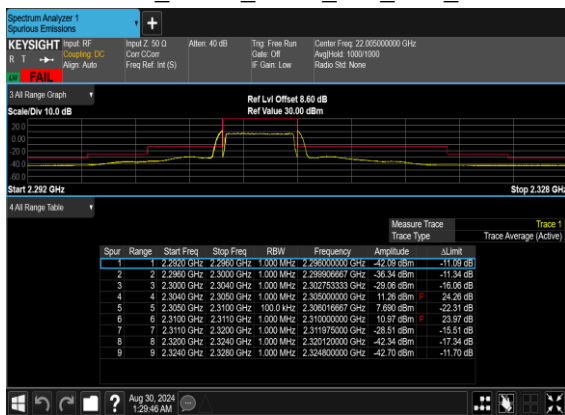 Spectrum Analyzer 1
Spurious Emissions
+
KEYSIGHT Input: RF Input Z: 50 Ω Atten: 40 dB Trig: Free Run Center Freq: 22.005000000 GHz
R T Coupling: DC Corr CCorr Gate: Off Avg|Hold: 1000/1000
Align: Auto Freq Ref: Int (S) IF Gain: Low Radio Std: None
FAIL
3 All Range Graph
Ref Lvl Offset 8.60 dB
Scale/Div 10.0 dB Ref Value 30.00 dBm
20.0
0.00
-20.0
-40.0
-60.0
Start 2.292 GHz Stop 2.328 GHz
4 All Range Table
Measure Trace Trace 1
Trace Type Trace Average (Active)
Spur Range Start Freq Stop Freq RBW Frequency Amplitude ΔLimit
1 1 2.2920 GHz 2.2960 GHz 1.000 MHz 2.296000000 GHz -42.09 dBm -11.09 dB
2 2 2.2960 GHz 2.3000 GHz 1.000 MHz 2.299906667 GHz -36.34 dBm -11.34 dB
3 3 2.3000 GHz 2.3040 GHz 1.000 MHz 2.302753333 GHz -29.06 dBm -16.06 dB
4 4 2.3040 GHz 2.3050 GHz 1.000 MHz 2.305000000 GHz 11.26 dBm F 24.26 dB
5 5 2.3050 GHz 2.3100 GHz 100.0 kHz 2.306016667 GHz 7.690 dBm -22.31 dB
6 6 2.3100 GHz 2.3110 GHz 1.000 MHz 2.310000000 GHz 10.97 dBm F 23.97 dB
7 7 2.3110 GHz 2.3200 GHz 1.000 MHz 2.311975000 GHz -28.51 dBm -15.51 dB
8 8 2.3200 GHz 2.3240 GHz 1.000 MHz 2.320120000 GHz -42.34 dBm -17.34 dB
9 9 2.3240 GHz 2.3280 GHz 1.000 MHz 2.324800000 GHz -42.70 dBm -11.70 dB
? Aug 30, 2024
1:29:46 AM